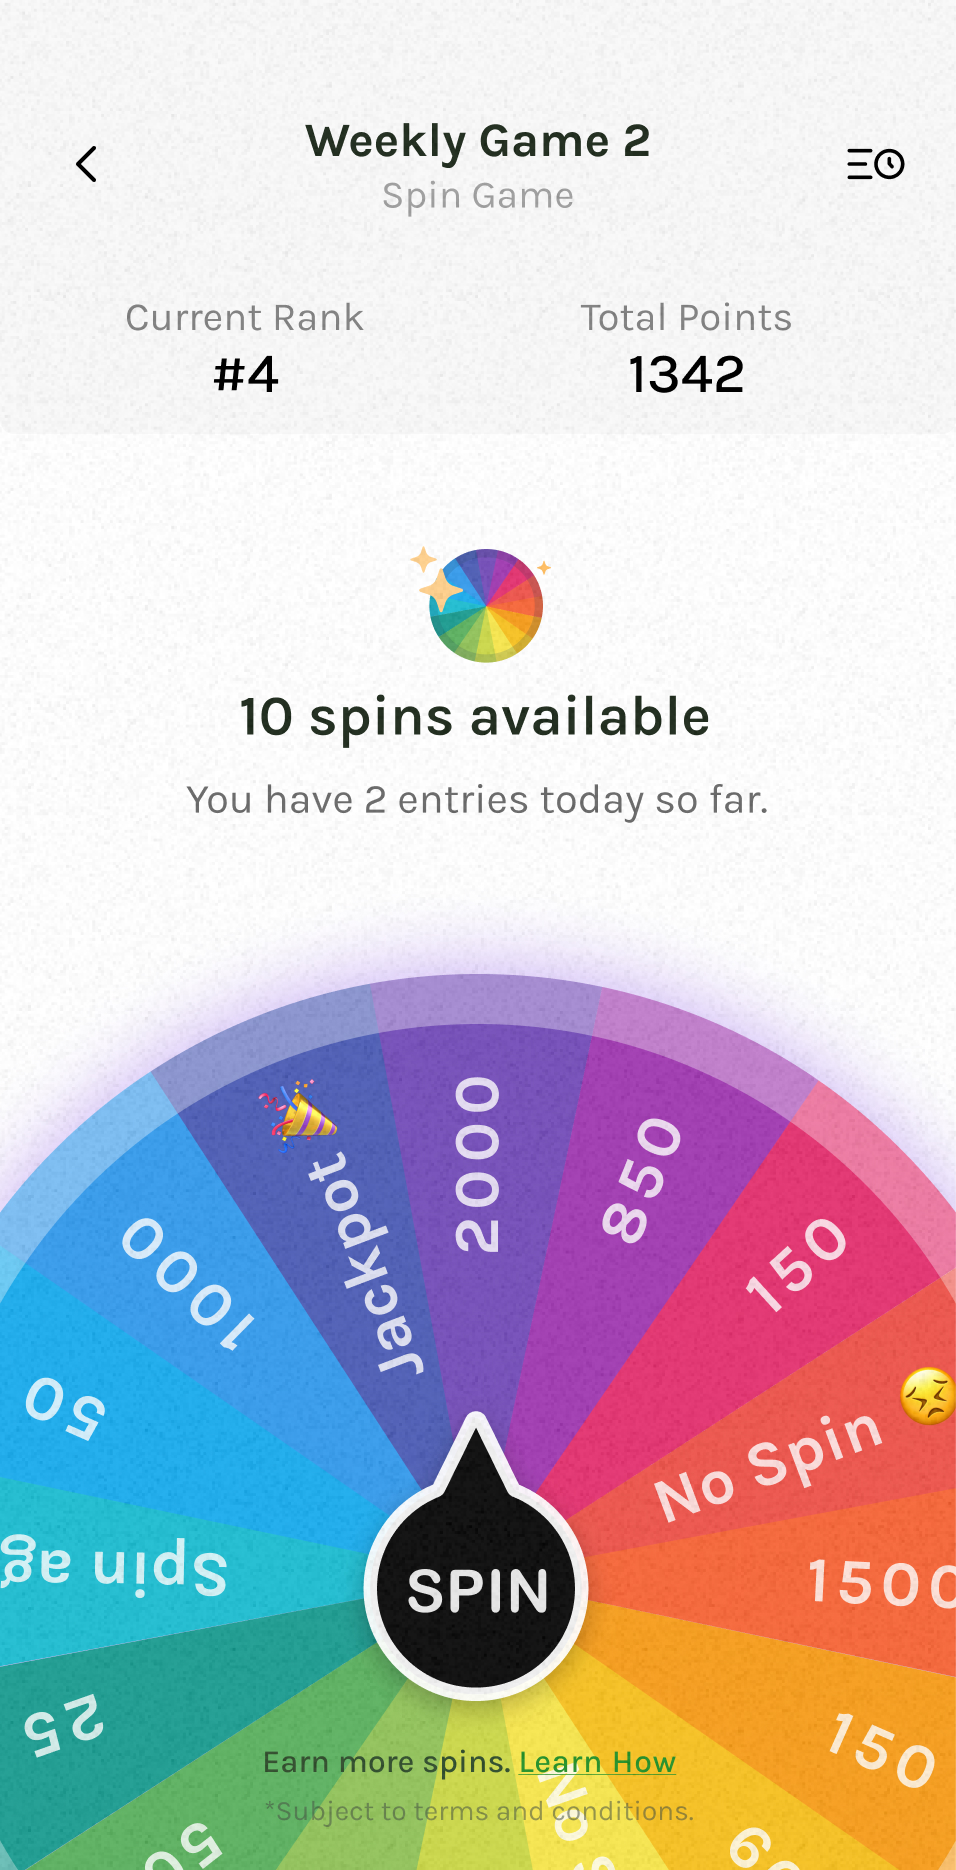 Weekly Game 2
Spin Game
Current Rank
Total Points
#4
1342
10 spins available
You have 2 entries today so far.
2000
Jackpot
850
1000
150
50
No Spin
Spin ag
1500
SPIN
25
150
Earn more spins. Learn How
*Subject to terms and conditions.